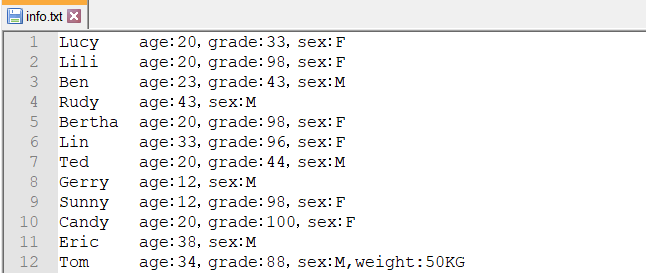 info.txt
1 Lucy age:20, grade:33, sex:F
2 Lili age:20, grade:98, sex:F
3 Ben age:23, grade:43, sex:M
4 Rudy age:43, sex:M
5 Bertha age:20, grade:98, sex:F
6 Lin age:33, grade:96, sex:F
7 Ted age:20, grade:44, sex:M
8 Gerry age:12, sex:M
9 Sunny age:12, grade:98, sex:F
10 Candy age:20, grade:100, sex:F
11 Eric age:38, sex:M
12 Tom age:34, grade:88, sex:M,weight:50KG